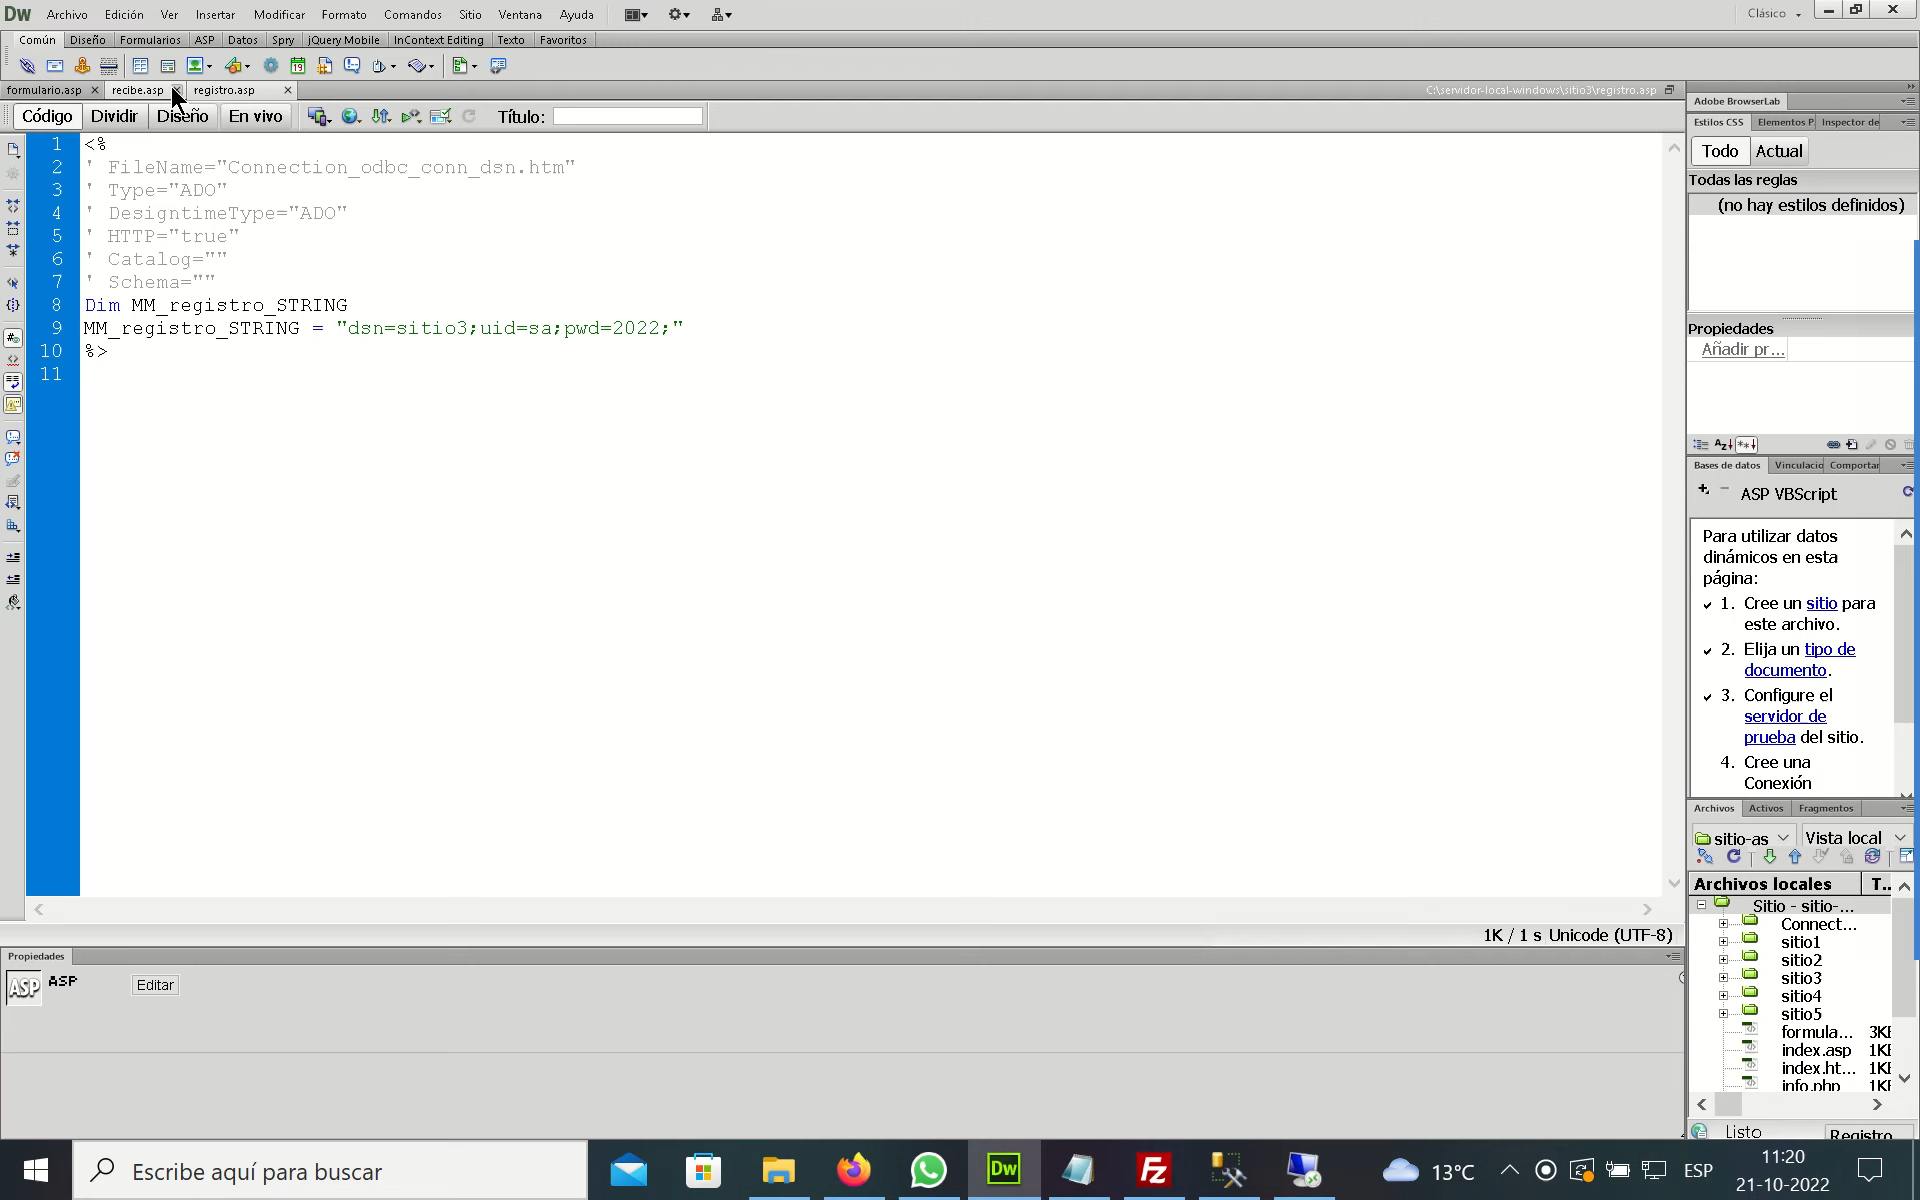 Dw Archivo Edición Ver Insertar Modificar Formato Comandos Sitio Ventana Ayuda Clásico
Común Diseño Formularios ASP Datos Spry jQuery Mobile InContext Editing Texto Favoritos
formulario.asp recibe.asp registro.asp C:\servidor-local-windows\sitio3\registro.asp
Código Dividir Diseño En vivo Título:
1 <%
2 ' FileName="Connection_odbc_conn_dsn.htm"
3 ' Type="ADO"
4 ' DesigntimeType="ADO"
5 ' HTTP="true"
6 ' Catalog=""
7 ' Schema=""
8 Dim MM_registro_STRING
9 MM_registro_STRING = "dsn=sitio3;uid=sa;pwd=2022;"
10 %>
11
1K / 1 s Unicode (UTF-8)
Propiedades
ASP ASP Editar
Adobe BrowserLab
Estilos CSS Elementos P Inspector de
Todo Actual
Todas las reglas
(no hay estilos definidos)
Propiedades
Añadir pr...
Bases de datos Vinculacio Comportar
ASP VBScript
Para utilizar datos
dinámicos en esta
página:
1. Cree un sitio para
este archivo.
2. Elija un tipo de
documento.
3. Configure el
servidor de
prueba del sitio.
4. Cree una
Conexión
Archivos Activos Fragmentos
sitio-as Vista local
Archivos locales T..
Sitio - sitio-...
Connect...
sitio1
sitio2
sitio3
sitio4
sitio5
formula... 3KE
index.asp 1KE
index.ht... 1KE
info.php 1KE
Listo Registro
Escribe aquí para buscar
Dw
Fz
13°C
ESP
11:20
21-10-2022